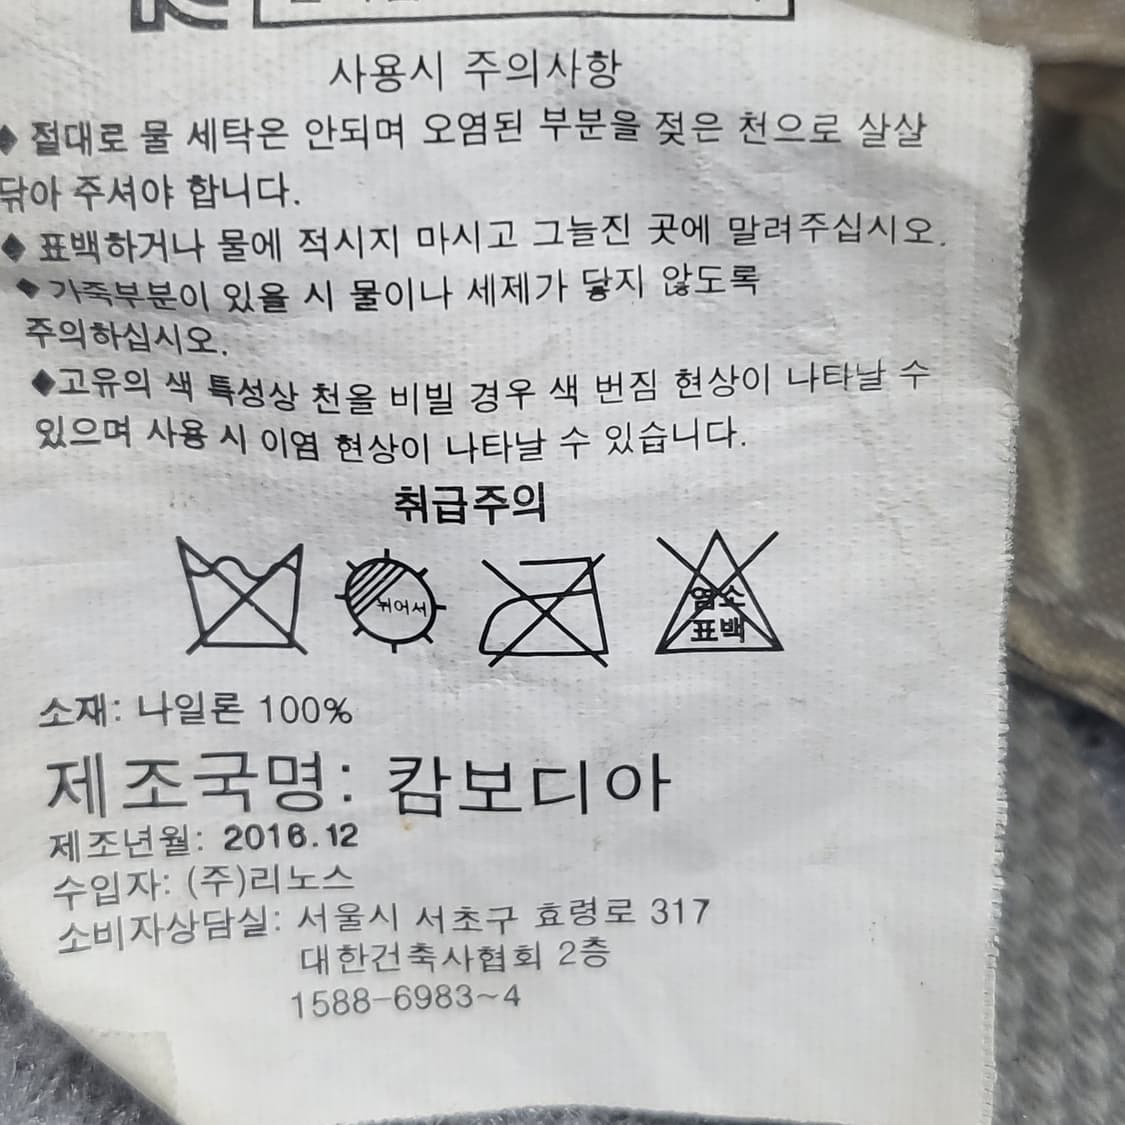 사용시 주의사항
◆ 절대로 물 세탁은 안되며 오염된 부분을 젖은 천으로 살살
닦아 주셔야 합니다.
◆ 표백하거나 물에 적시지 마시고 그늘진 곳에 말려주십시오.
◆ 가죽부분이 있을 시 물이나 세제가 닿지 않도록
주의하십시오.
◆고유의 색 특성상 천을 비빌 경우 색 번짐 현상이 나타날 수
있으며 사용 시 이염 현상이 나타날 수 있습니다.
취급주의
뉘어서
염소
표백
소재: 나일론 100%
제조국명: 캄보디아
제조년월: 2016.12
수입자: (주)리노스
소비자상담실: 서울시 서초구 효령로 317
대한건축사협회 2층
1588-6983~4